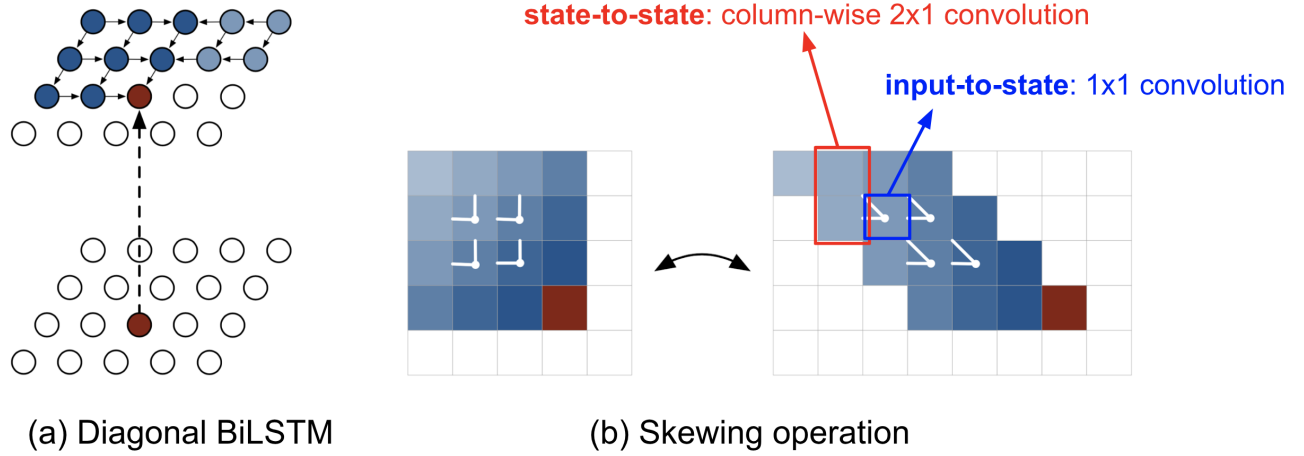 state-to-state: column-wise 2x1 convolution
input-to-state: 1x1 convolution
(a) Diagonal BiLSTM
(b) Skewing operation